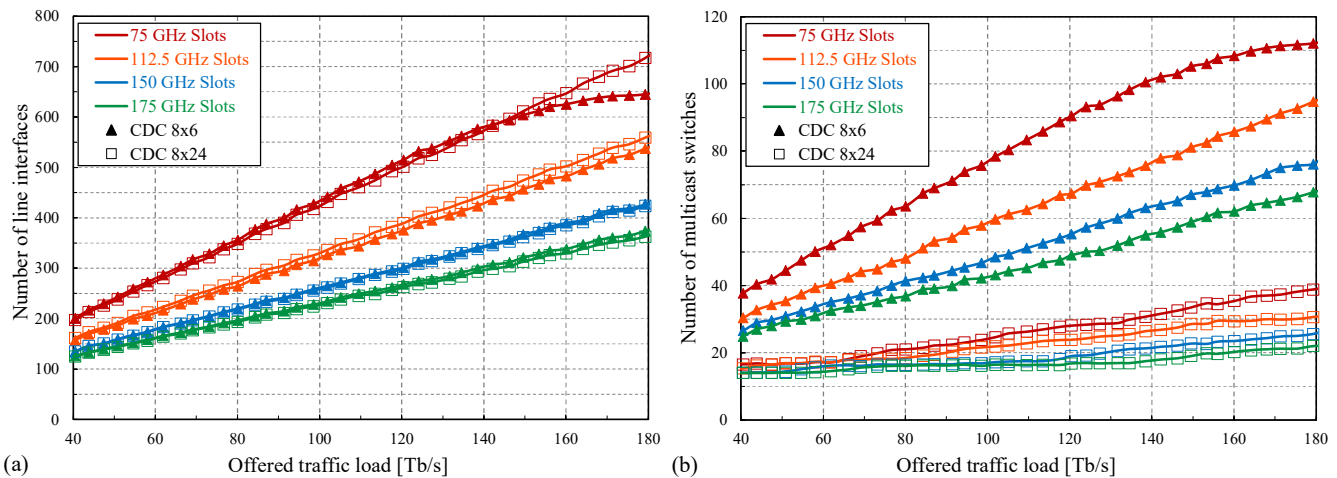 800
700
600
500
400
300
200
100
0
Number of line interfaces
75 GHz Slots
112.5 GHz Slots
150 GHz Slots
175 GHz Slots
CDC 8x6
CDC 8x24
40 60 80 100 120 140 160 180
(a) Offered traffic load [Tb/s]
120
100
80
60
40
20
0
Number of multicast switches
75 GHz Slots
112.5 GHz Slots
150 GHz Slots
175 GHz Slots
CDC 8x6
CDC 8x24
40 60 80 100 120 140 160 180
(b) Offered traffic load [Tb/s]